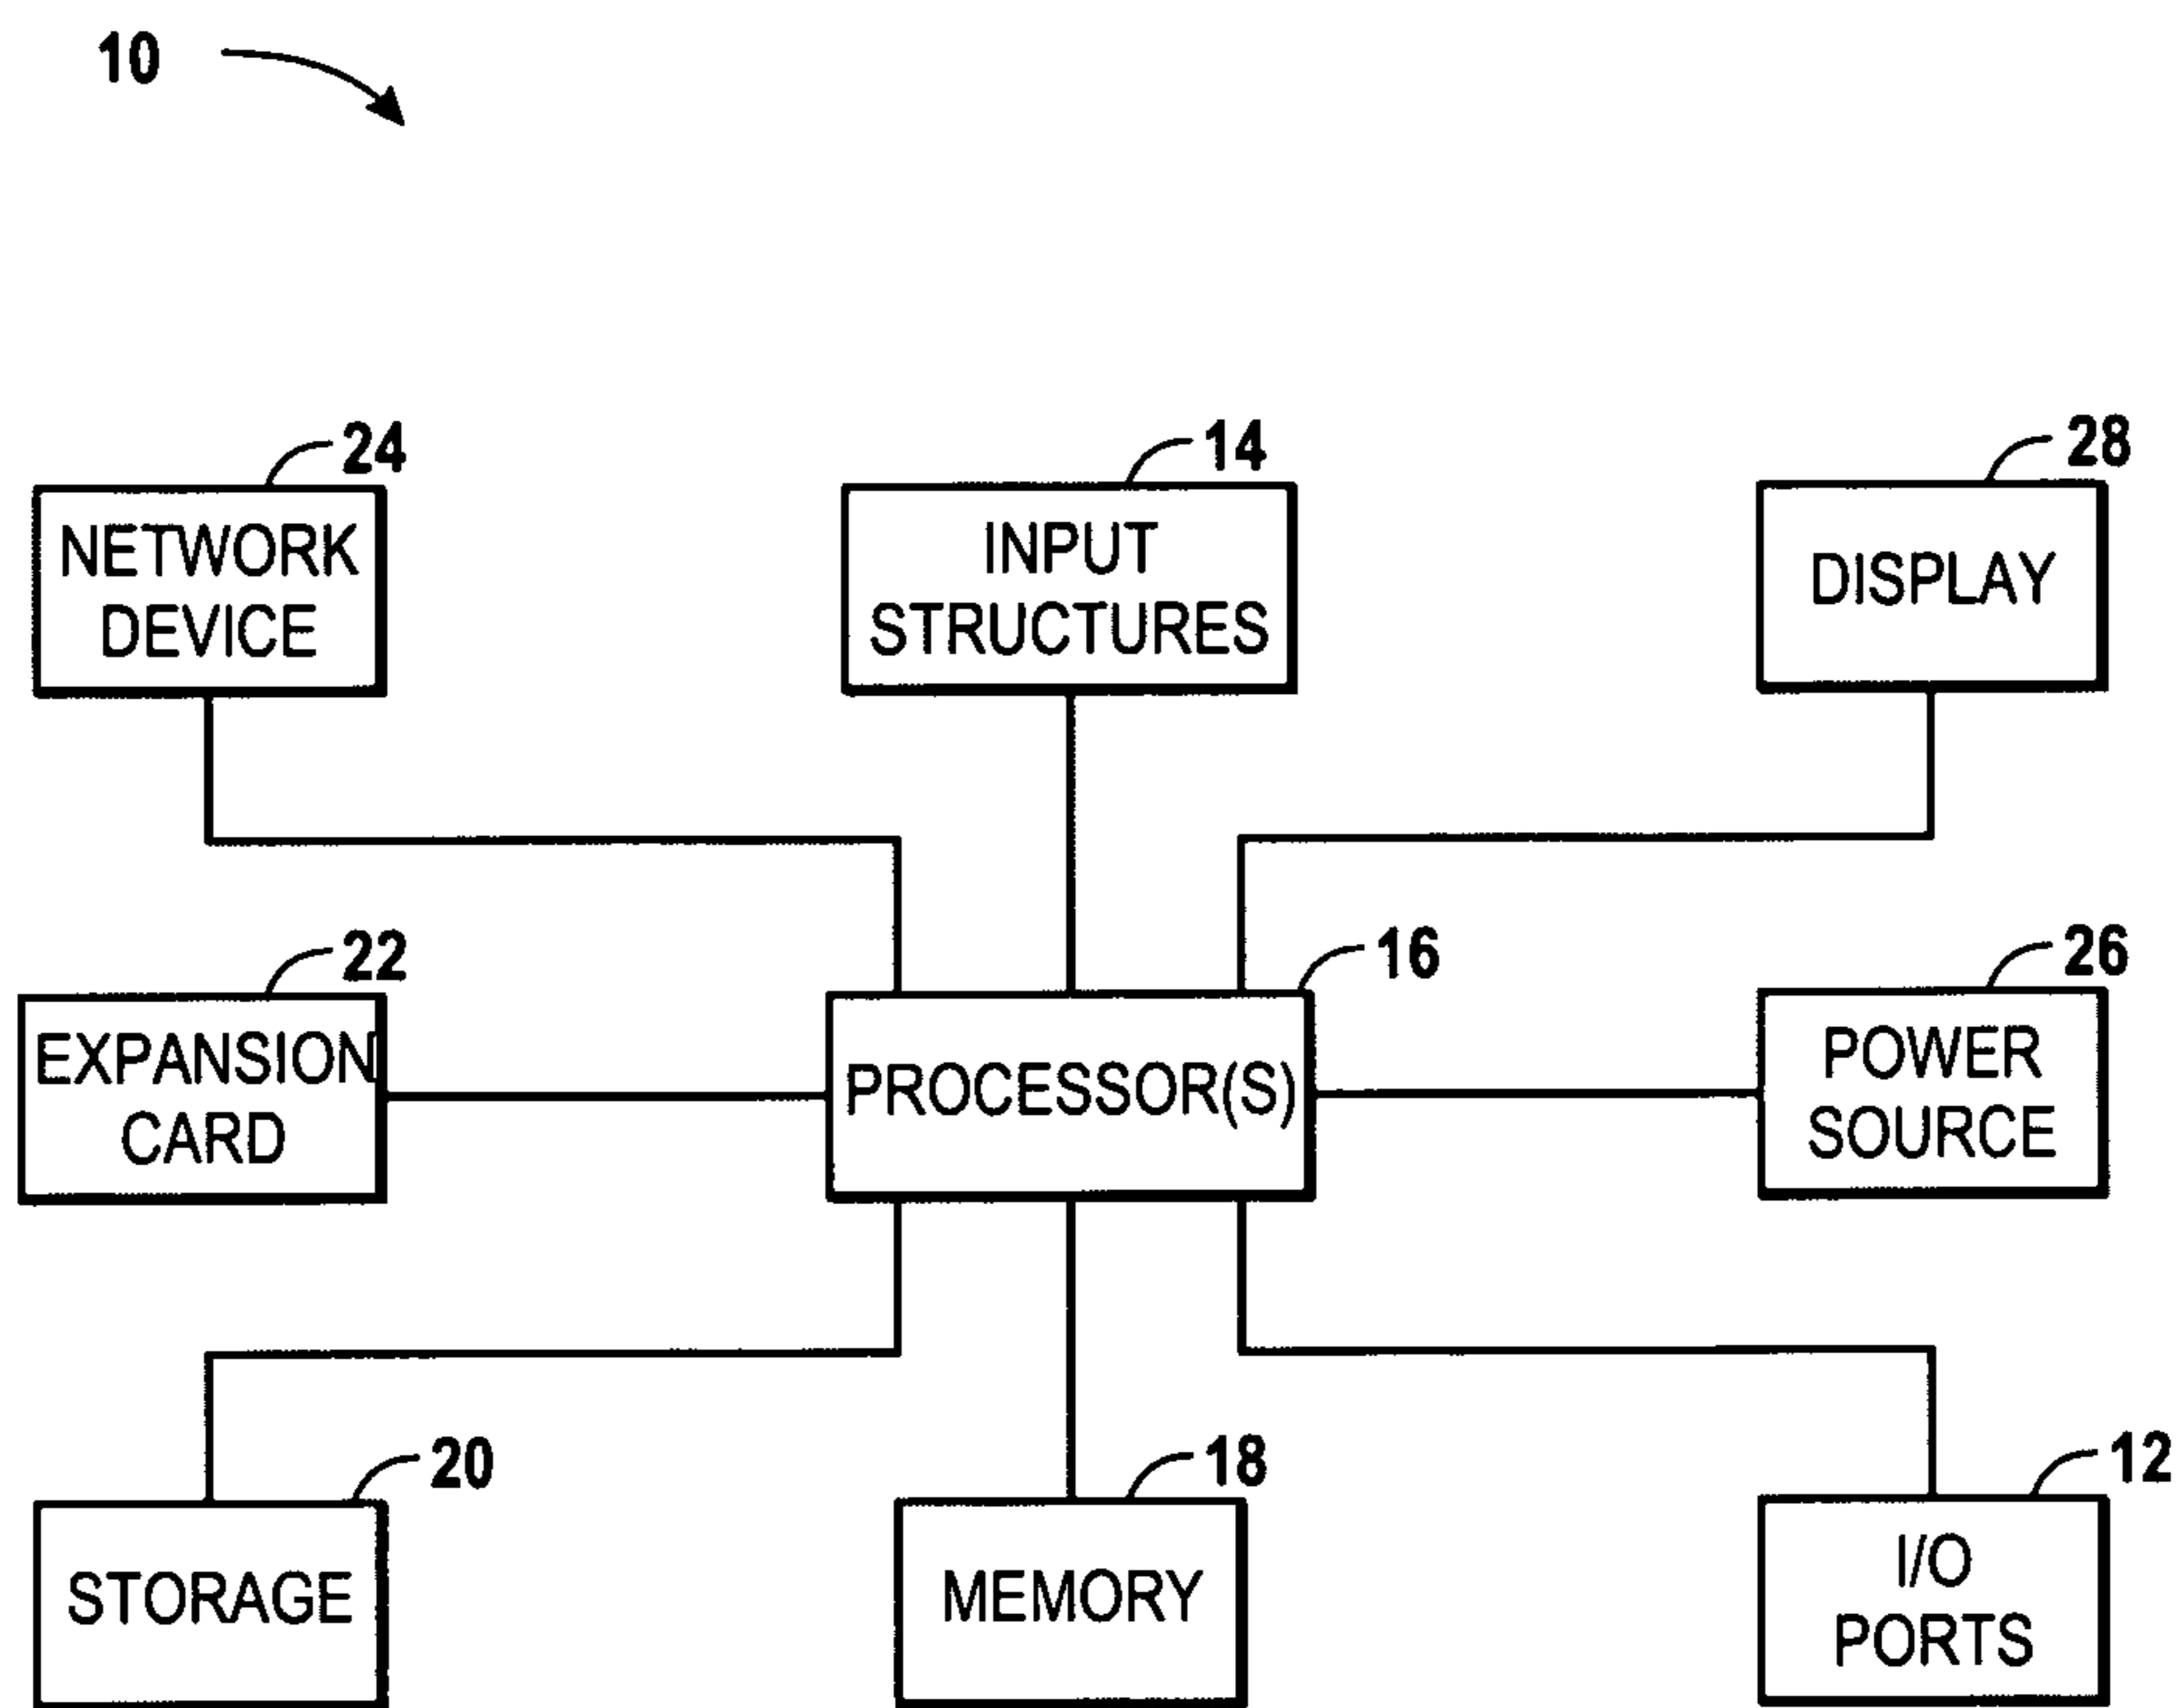 10
24
14
28
NETWORK
DEVICE
INPUT
STRUCTURES
DISPLAY
22
16
26
EXPANSION
CARD
PROCESSOR(S)
POWER
SOURCE
20
18
12
STORAGE
MEMORY
I/O
PORTS